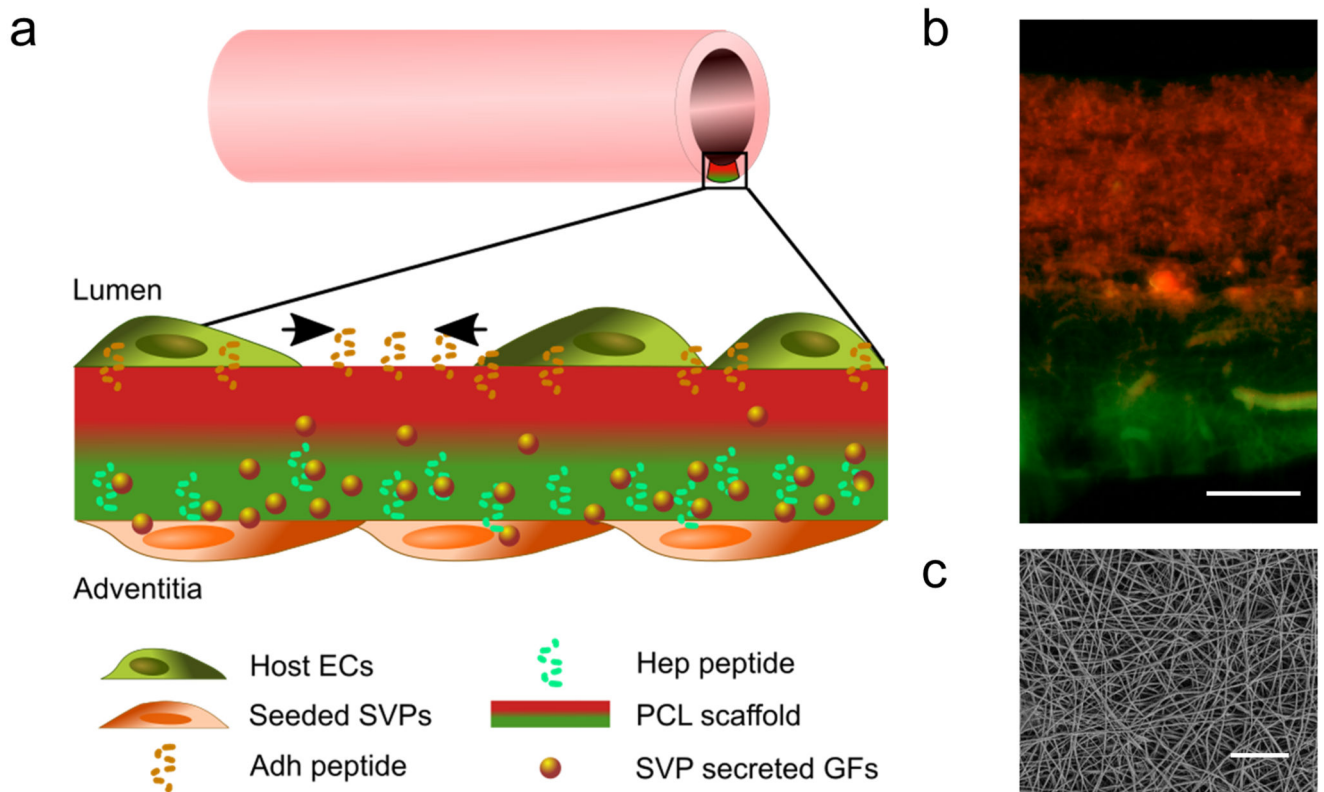 a
b
Lumen
Adventitia
c
Host ECs
Hep peptide
Seeded SVPs
PCL scaffold
Adh peptide
SVP secreted GFs